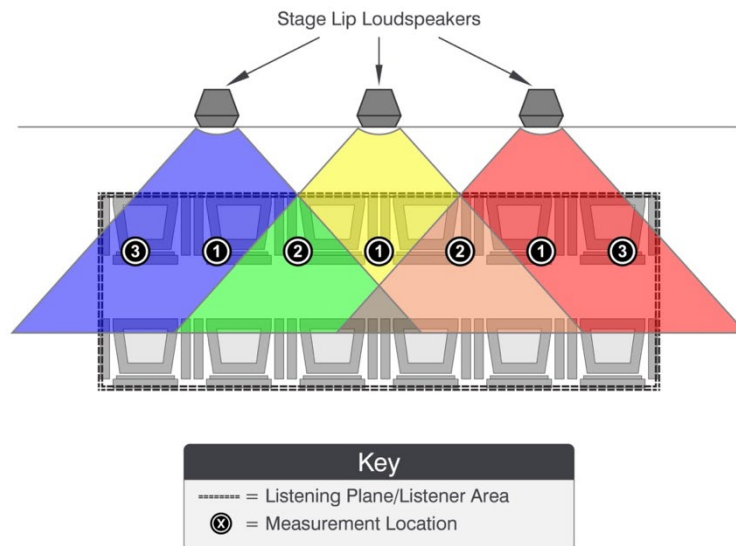 Stage Lip Loudspeakers
3 1 2 1 2 1 3
Key
= Listening Plane/Listener Area
X = Measurement Location